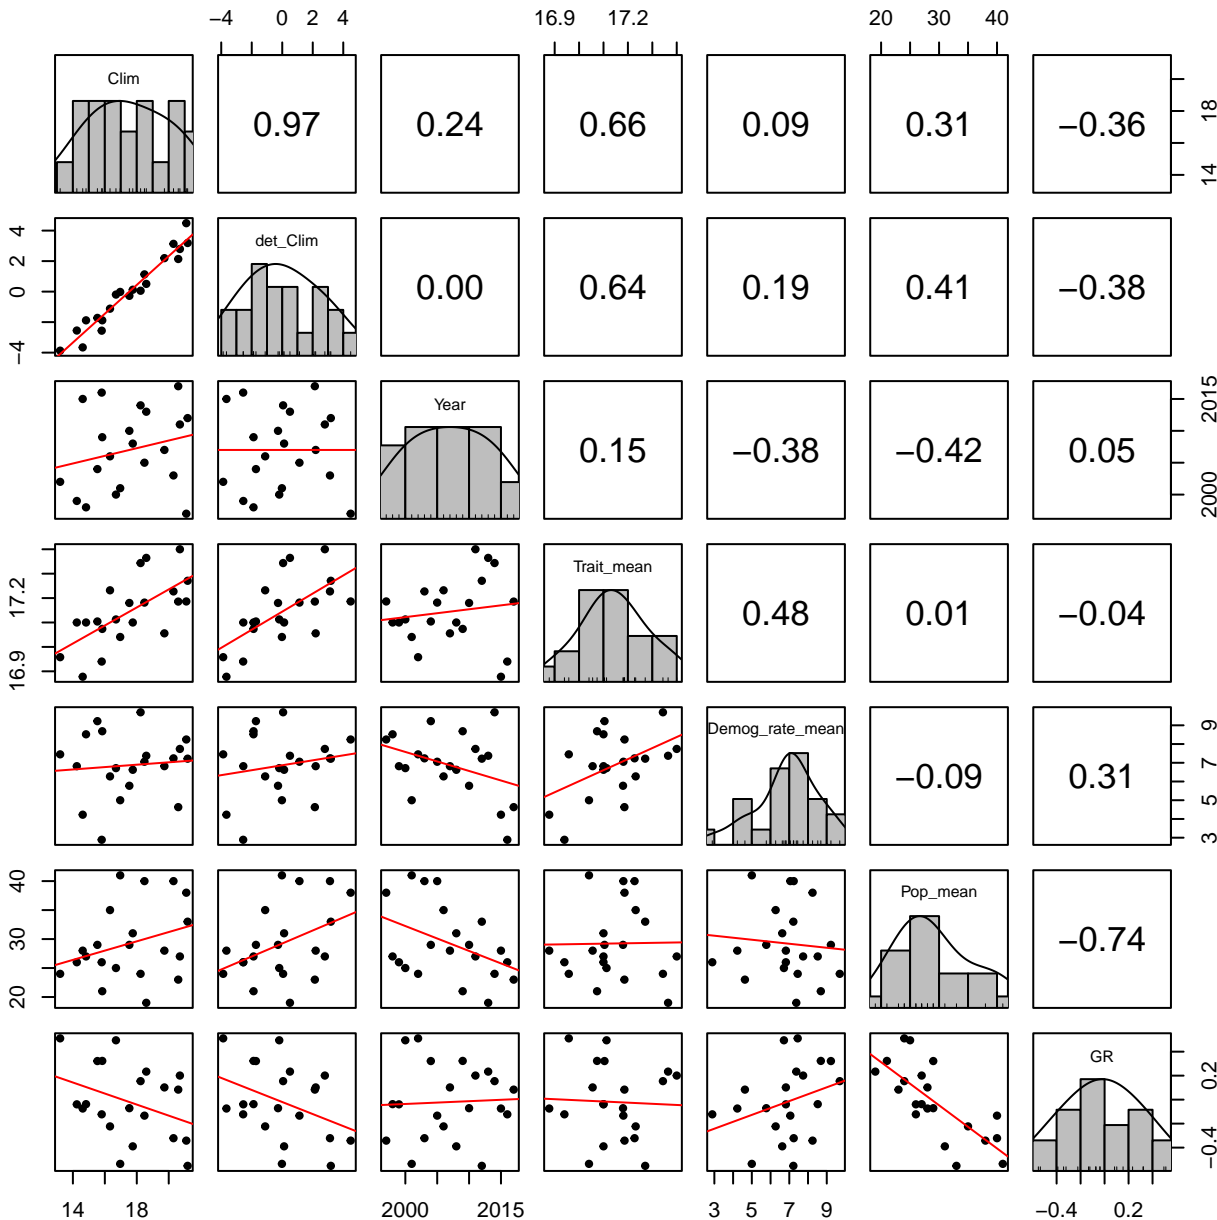 −4 0 2 4 16.9 17.2 20 30 40
Clim
0.97 0.24 0.66 0.09 0.31 −0.36
14 18
−4 0 2 4
det_Clim
0.00 0.64 0.19 0.41 −0.38
Year
0.15 −0.38 −0.42 0.05
2000 2015
16.9 17.2
Trait_mean
0.48 0.01 −0.04
Demog_rate_mean
−0.09 0.31
3 5 7 9
20 30 40
Pop_mean
−0.74
GR
−0.4 0.2
14 18 2000 2015 3 5 7 9 −0.4 0.2